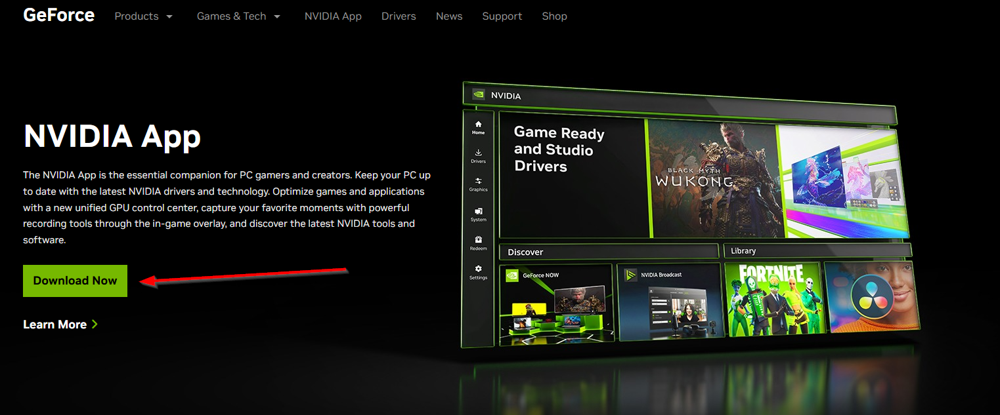 GeForce Products Games & Tech NVIDIA App Drivers News Support Shop
NVIDIA App
The NVIDIA App is the essential companion for PC gamers and creators. Keep your PC up
to date with the latest NVIDIA drivers and technology. Optimize games and applications
with a new unified GPU control center, capture your favorite moments with powerful
recording tools through the in-game overlay, and discover the latest NVIDIA tools and
software.
Download Now
Learn More
NVIDIA
Home
Drivers
Graphics
System
Redeem
Settings
Game Ready
and Studio
Drivers
BLACK MYTH
WUKONG
Discover
GeForce NOW
NVIDIA Broadcast
Library
FORTNITE